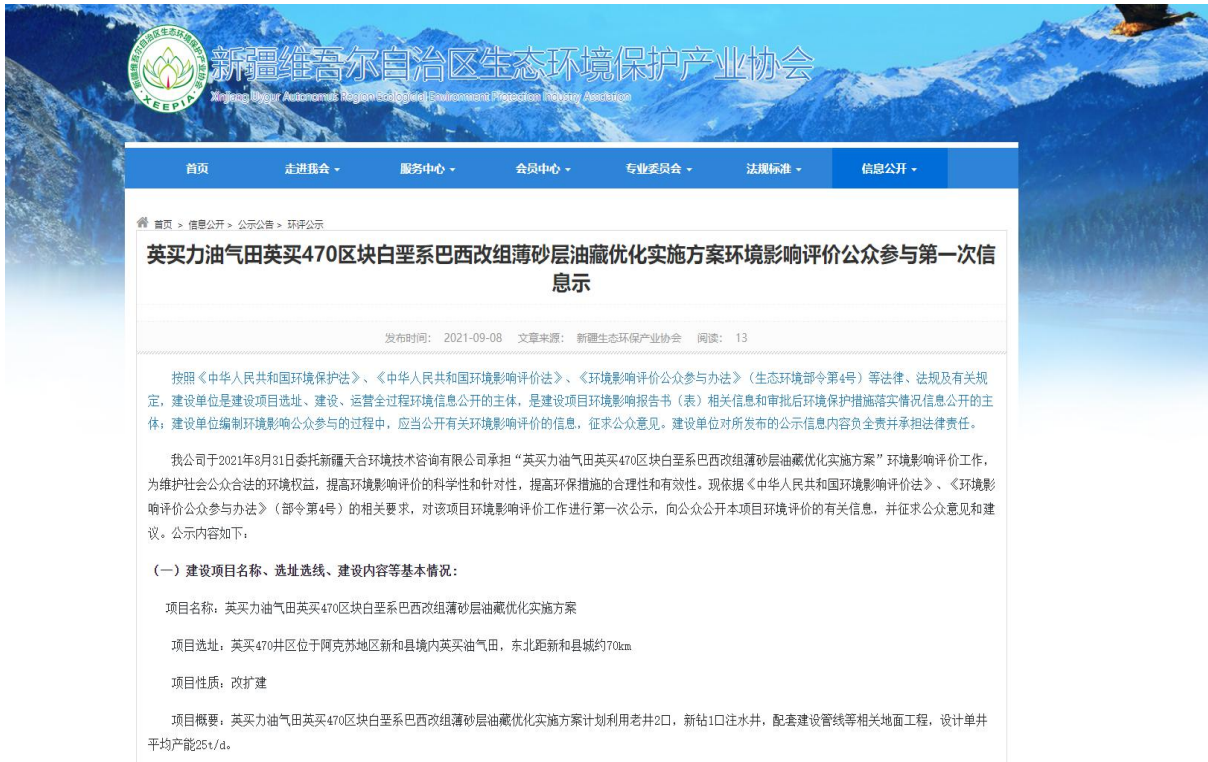 新疆维吾尔自治区生态环境保护产业协会
Xinjiang Uygur Autonomous Region Ecological Environment Protection Industry Assciation
XEEPIA
首页 走进我会 服务中心 会员中心 专业委员会 法规标准 信息公开
首页 > 信息公开 > 公示公告 > 环评公示
英买力油气田英买470区块白垩系巴西改组薄砂层油藏优化实施方案环境影响评价公众参与第一次信
息示
发布时间: 2021-09-08 文章来源: 新疆生态环保产业协会 阅读: 13
按照《中华人民共和国环境保护法》、《中华人民共和国环境影响评价法》、《环境影响评价公众参与办法》（生态环境部令第4号）等法律、法规及有关规
定，建设单位是建设项目选址、建设、运营全过程环境信息公开的主体，是建设项目环境影响报告书（表）相关信息和审批后环境保护措施落实情况信息公开的主
体；建设单位编制环境影响公众参与的过程中，应当公开有关环境影响评价的信息，征求公众意见。建设单位对所发布的公示信息内容负全责并承担法律责任。
我公司于2021年8月31日委托新疆天合环境技术咨询有限公司承担“英买力油气田英买470区块白垩系巴西改组薄砂层油藏优化实施方案”环境影响评价工作，
为维护社会公众合法的环境权益，提高环境影响评价的科学性和针对性，提高环保措施的合理性和有效性。现依据《中华人民共和国环境影响评价法》、《环境影
响评价公众参与办法》（部令第4号）的相关要求，对该项目环境影响评价工作进行第一次公示，向公众公开本项目环境评价的有关信息，并征求公众意见和建
议。公示内容如下：
（一）建设项目名称、选址选线、建设内容等基本情况：
项目名称：英买力油气田英买470区块白垩系巴西改组薄砂层油藏优化实施方案
项目选址：英买470井区位于阿克苏地区新和县境内英买油气田，东北距新和县城约70km
项目性质：改扩建
项目概要：英买力油气田英买470区块白垩系巴西改组薄砂层油藏优化实施方案计划利用老井2口，新钻1口注水井，配套建设管线等相关地面工程，设计单井
平均产能25t/d。